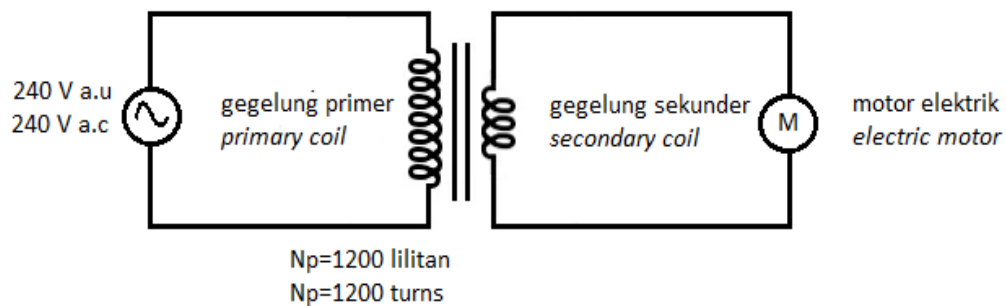 240 V a.u
240 V a.c
gegelung primer
primary coil
gegelung sekunder
secondary coil
M
motor elektrik
electric motor
Np=1200 lilitan
Np=1200 turns